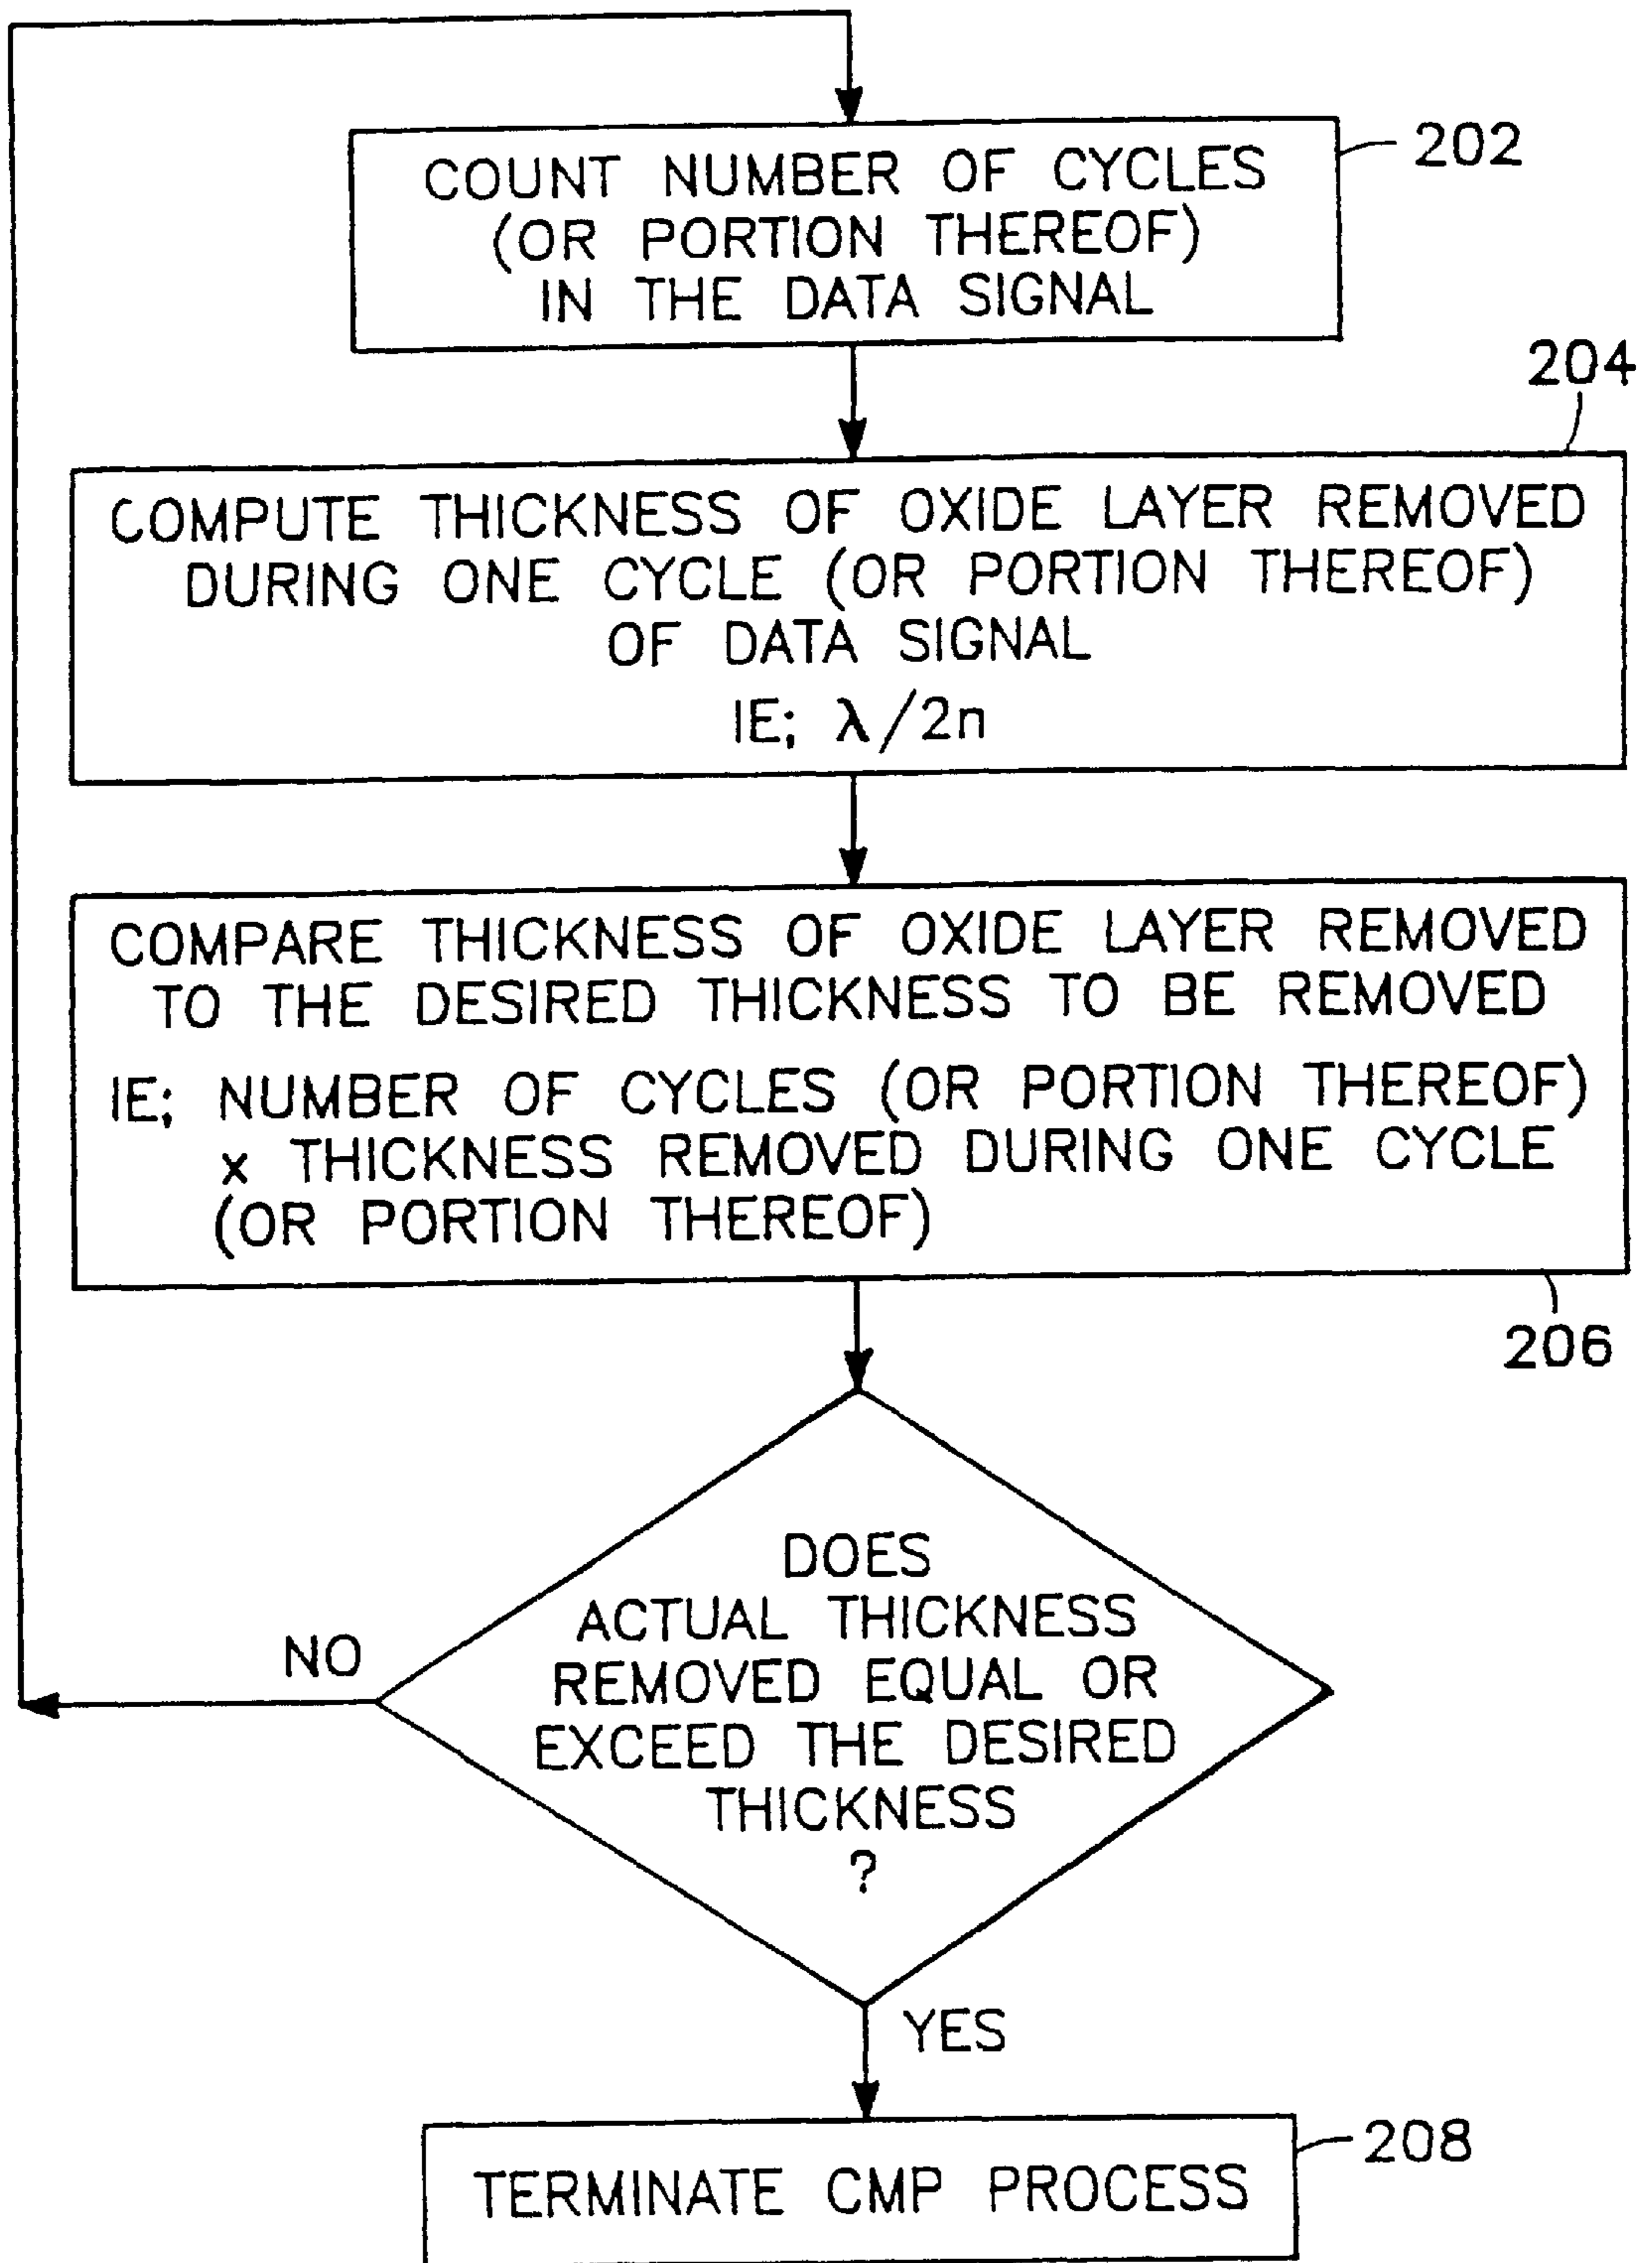 COUNT NUMBER OF CYCLES
(OR PORTION THEREOF)
IN THE DATA SIGNAL
202
204
COMPUTE THICKNESS OF OXIDE LAYER REMOVED
DURING ONE CYCLE (OR PORTION THEREOF)
OF DATA SIGNAL
IE; λ/2n
COMPARE THICKNESS OF OXIDE LAYER REMOVED
TO THE DESIRED THICKNESS TO BE REMOVED
IE; NUMBER OF CYCLES (OR PORTION THEREOF)
x THICKNESS REMOVED DURING ONE CYCLE
(OR PORTION THEREOF)
206
DOES
ACTUAL THICKNESS
REMOVED EQUAL OR
EXCEED THE DESIRED
THICKNESS
?
NO
YES
208
TERMINATE CMP PROCESS